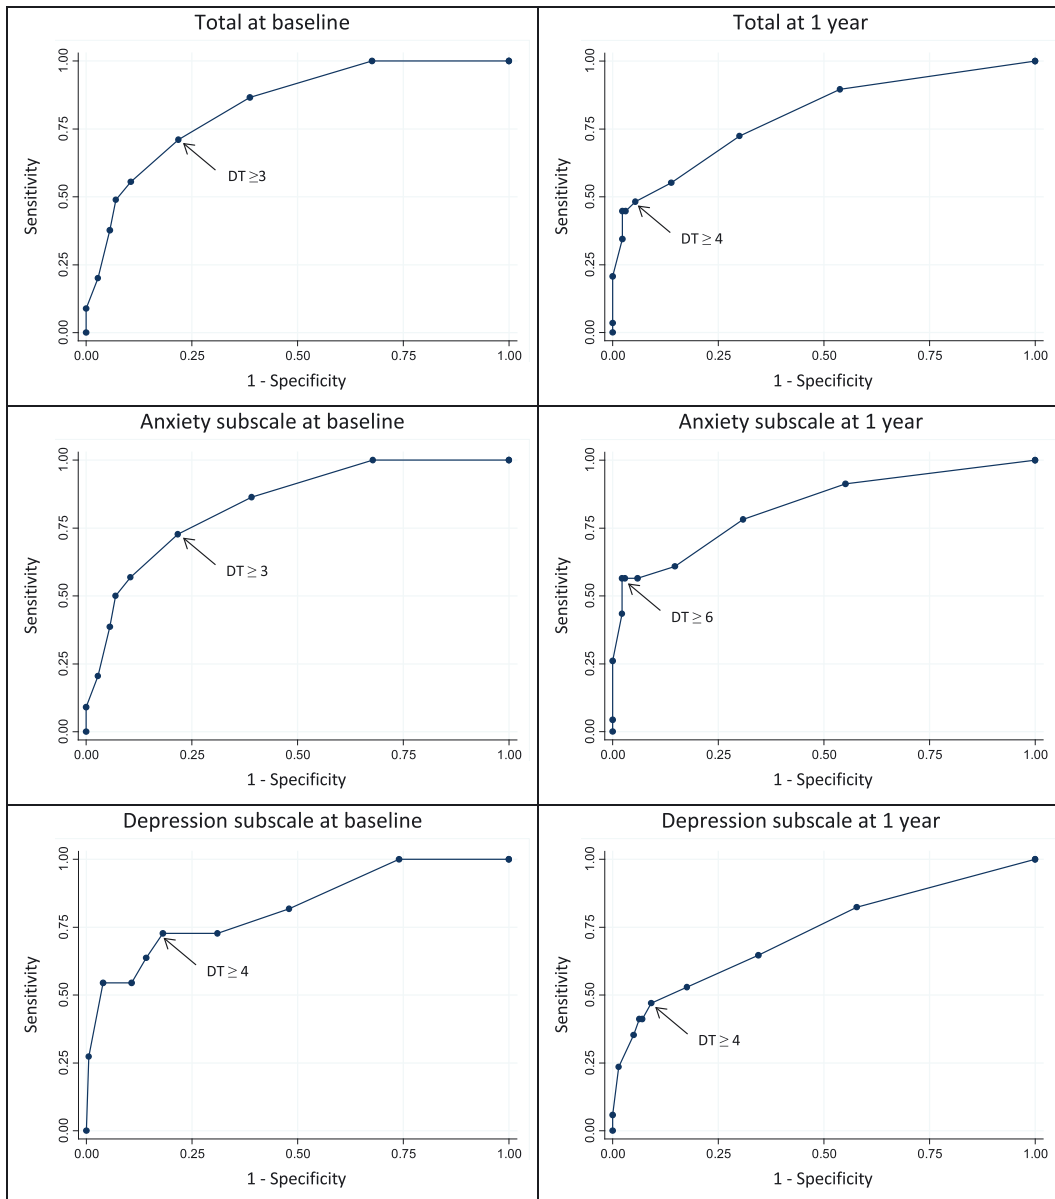 Total at baseline
Sensitivity
1.00
0.75
0.50
0.25
0.00
DT ≥3
0.00 0.25 0.50 0.75 1.00
1 - Specificity
Total at 1 year
Sensitivity
1.00
0.75
0.50
0.25
0.00
DT ≥ 4
0.00 0.25 0.50 0.75 1.00
1 - Specificity
Anxiety subscale at baseline
Sensitivity
1.00
0.75
0.50
0.25
0.00
DT ≥ 3
0.00 0.25 0.50 0.75 1.00
1 - Specificity
Anxiety subscale at 1 year
Sensitivity
1.00
0.75
0.50
0.25
0.00
DT ≥ 6
0.00 0.25 0.50 0.75 1.00
1 - Specificity
Depression subscale at baseline
Sensitivity
1.00
0.75
0.50
0.25
0.00
DT ≥ 4
0.00 0.25 0.50 0.75 1.00
1 - Specificity
Depression subscale at 1 year
Sensitivity
1.00
0.75
0.50
0.25
0.00
DT ≥ 4
0.00 0.25 0.50 0.75 1.00
1 - Specificity